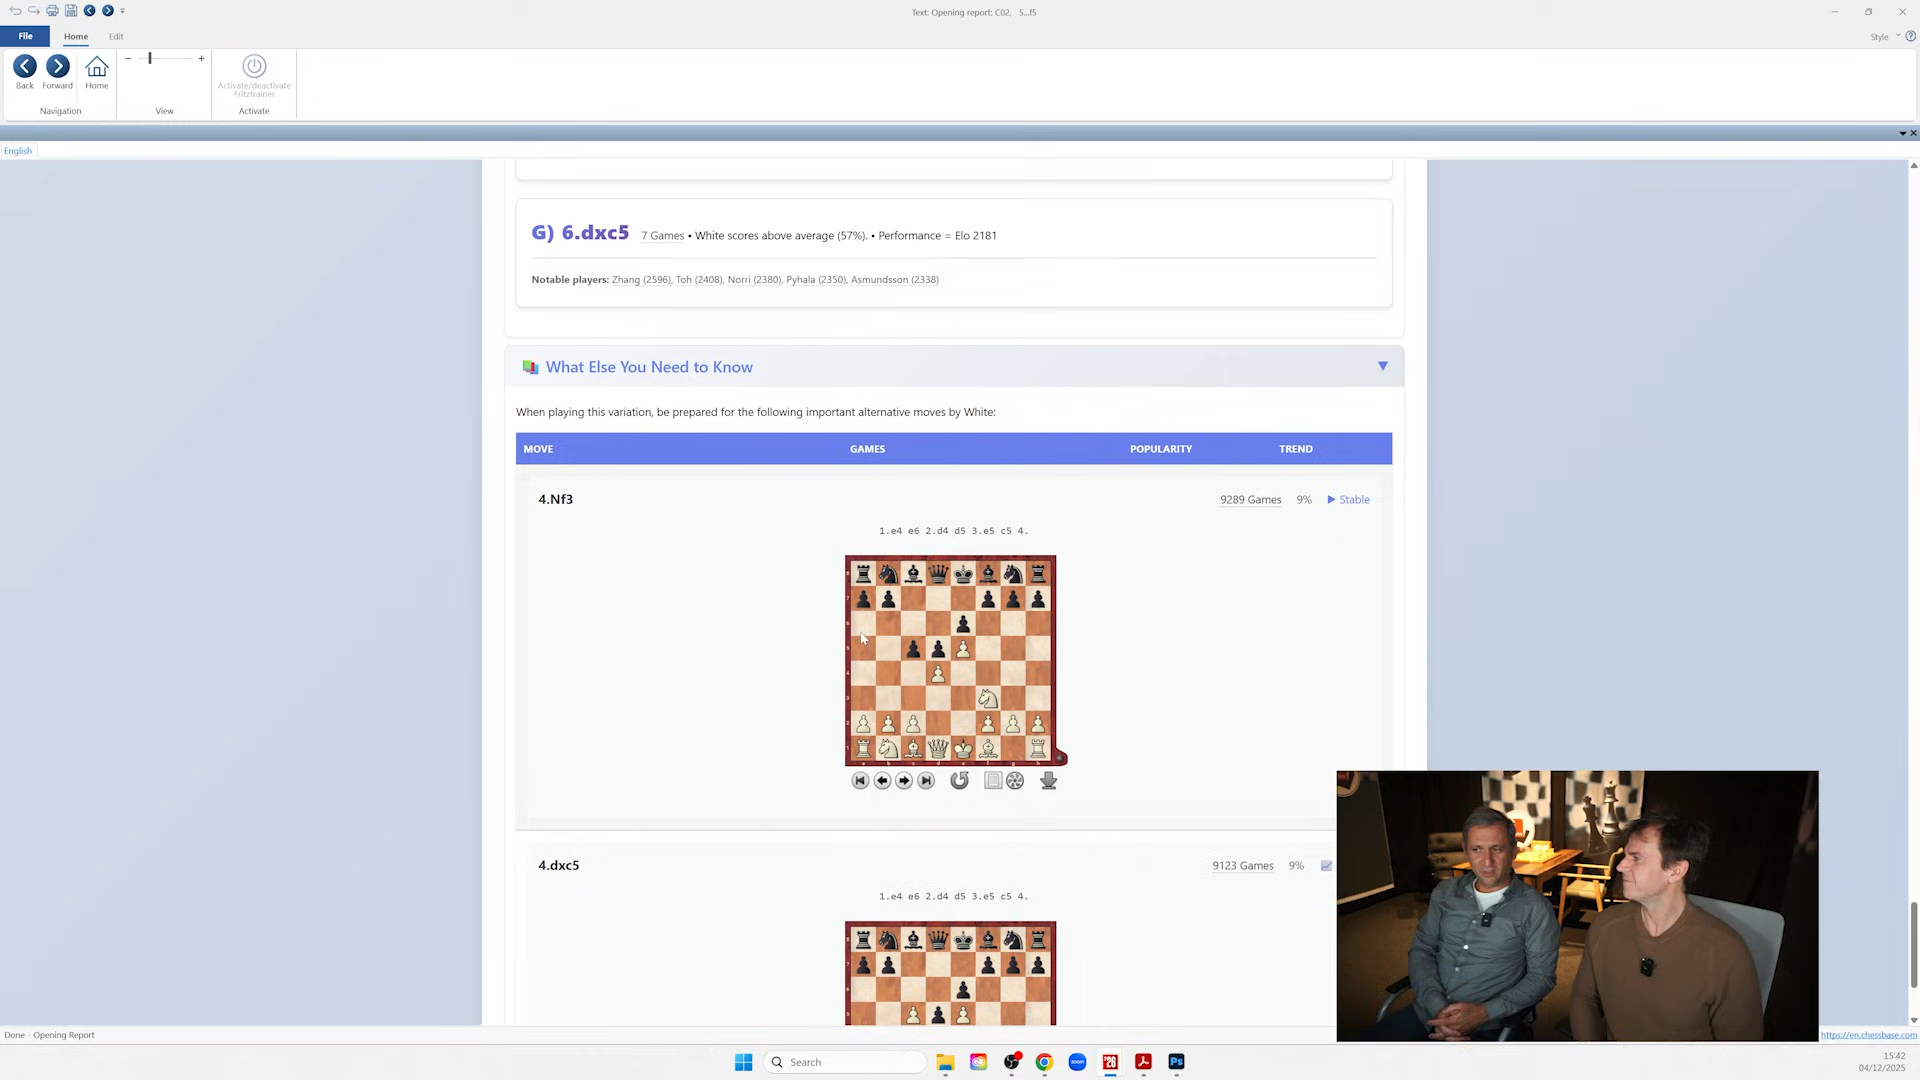 Text: Opening report: C02, 5...f5
File
Home
Edit
Style
Back
Forward
Home
Activate/deactivate
Fritztrainer
Navigation
View
Activate
English
G) 6.dxc5 7 Games • White scores above average (57%). • Performance = Elo 2181
Notable players: Zhang (2596), Toh (2408), Norri (2380), Pyhala (2350), Asmundsson (2338)
What Else You Need to Know
When playing this variation, be prepared for the following important alternative moves by White:
MOVE GAMES POPULARITY TREND
4.Nf3 9289 Games 9% Stable
1.e4 e6 2.d4 d5 3.e5 c5 4.
4.dxc5 9123 Games 9%
1.e4 e6 2.d4 d5 3.e5 c5 4.
Done - Opening Report
https://en.chessbase.com
Search
zoom
'26
Ps
15:42
04/12/2025